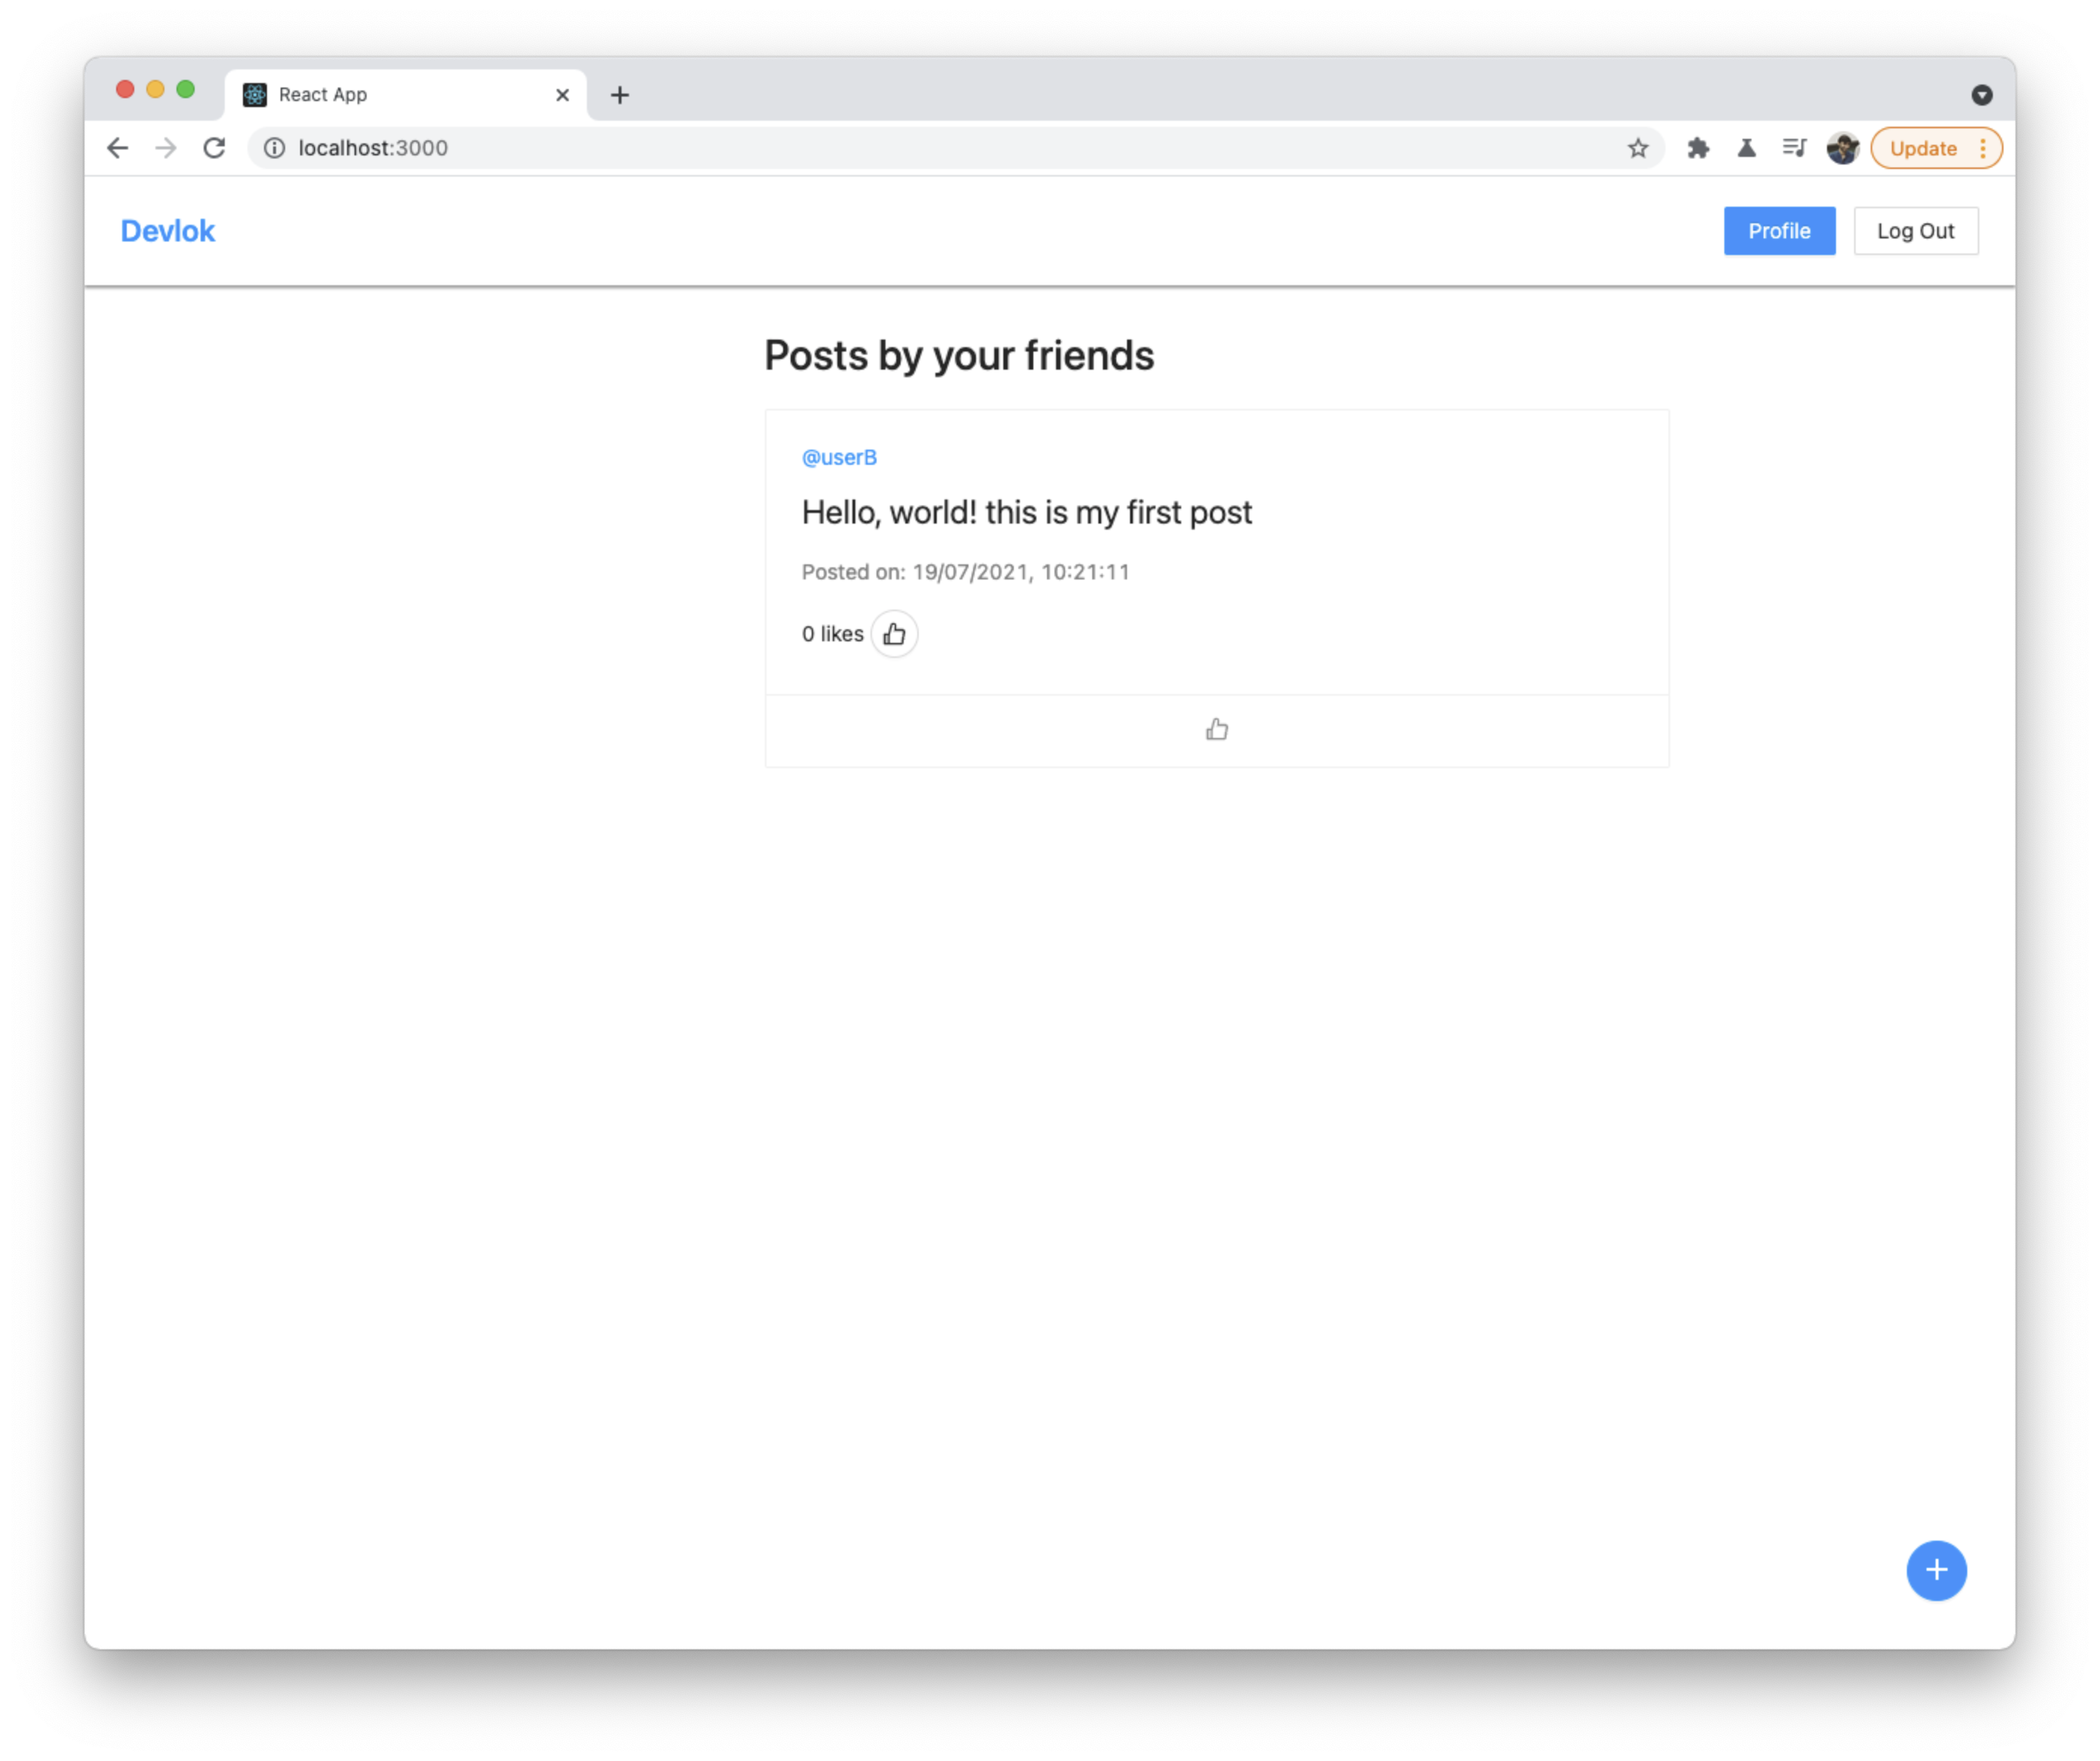 React App
localhost:3000
Update
Devlok
Profile
Log Out
Posts by your friends
@userB
Hello, world! this is my first post
Posted on: 19/07/2021, 10:21:11
0 likes